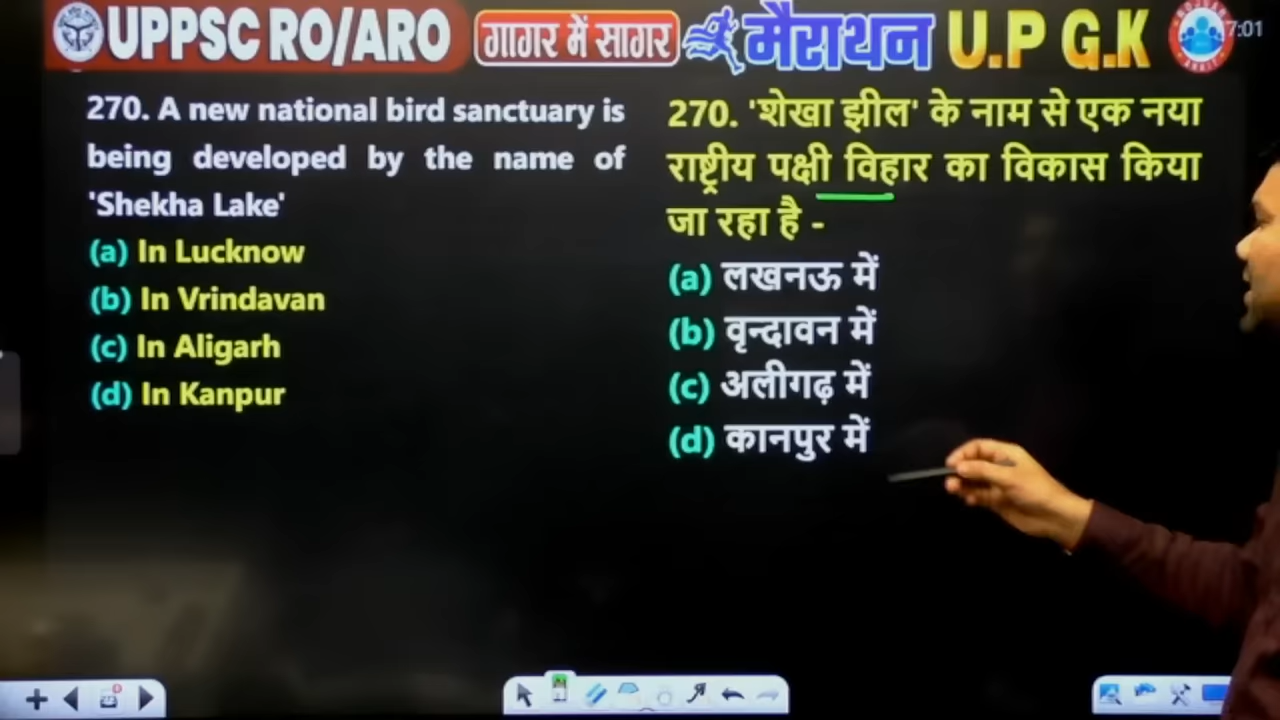 UPPSC RO/ARO गागर में सागर मैराथन U.P G.K 7:01
270. A new national bird sanctuary is
being developed by the name of
'Shekha Lake'
(a) In Lucknow
(b) In Vrindavan
(c) In Aligarh
(d) In Kanpur
270. 'शेखा झील' के नाम से एक नया
राष्ट्रीय पक्षी विहार का विकास किया
जा रहा है -
(a) लखनऊ में
(b) वृन्दावन में
(c) अलीगढ़ में
(d) कानपुर में